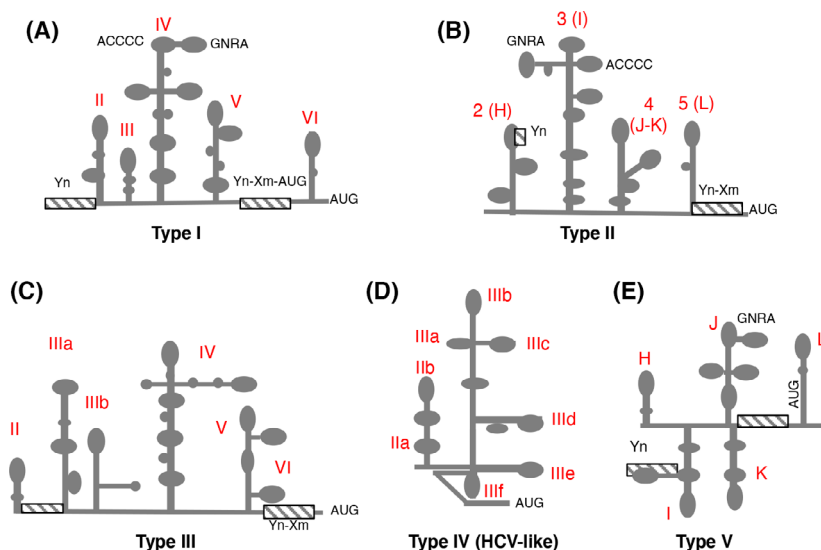 (A)
IV
ACCCC
GNRA
II
III
V
VI
Yn
Yn-Xm-AUG
AUG
Type I
(B)
3 (I)
GNRA
ACCCC
2 (H)
Yn
4
(J-K)
5 (L)
Yn-Xm
AUG
Type II
(C)
IIIa
IV
IIIb
II
V
VI
AUG
Yn-Xm
Type III
(D)
IIIb
IIIa
IIIc
IIb
IIa
IIId
IIIe
IIIf
AUG
Type IV (HCV-like)
(E)
J
GNRA
L
H
AUG
Yn
K
I
Type V